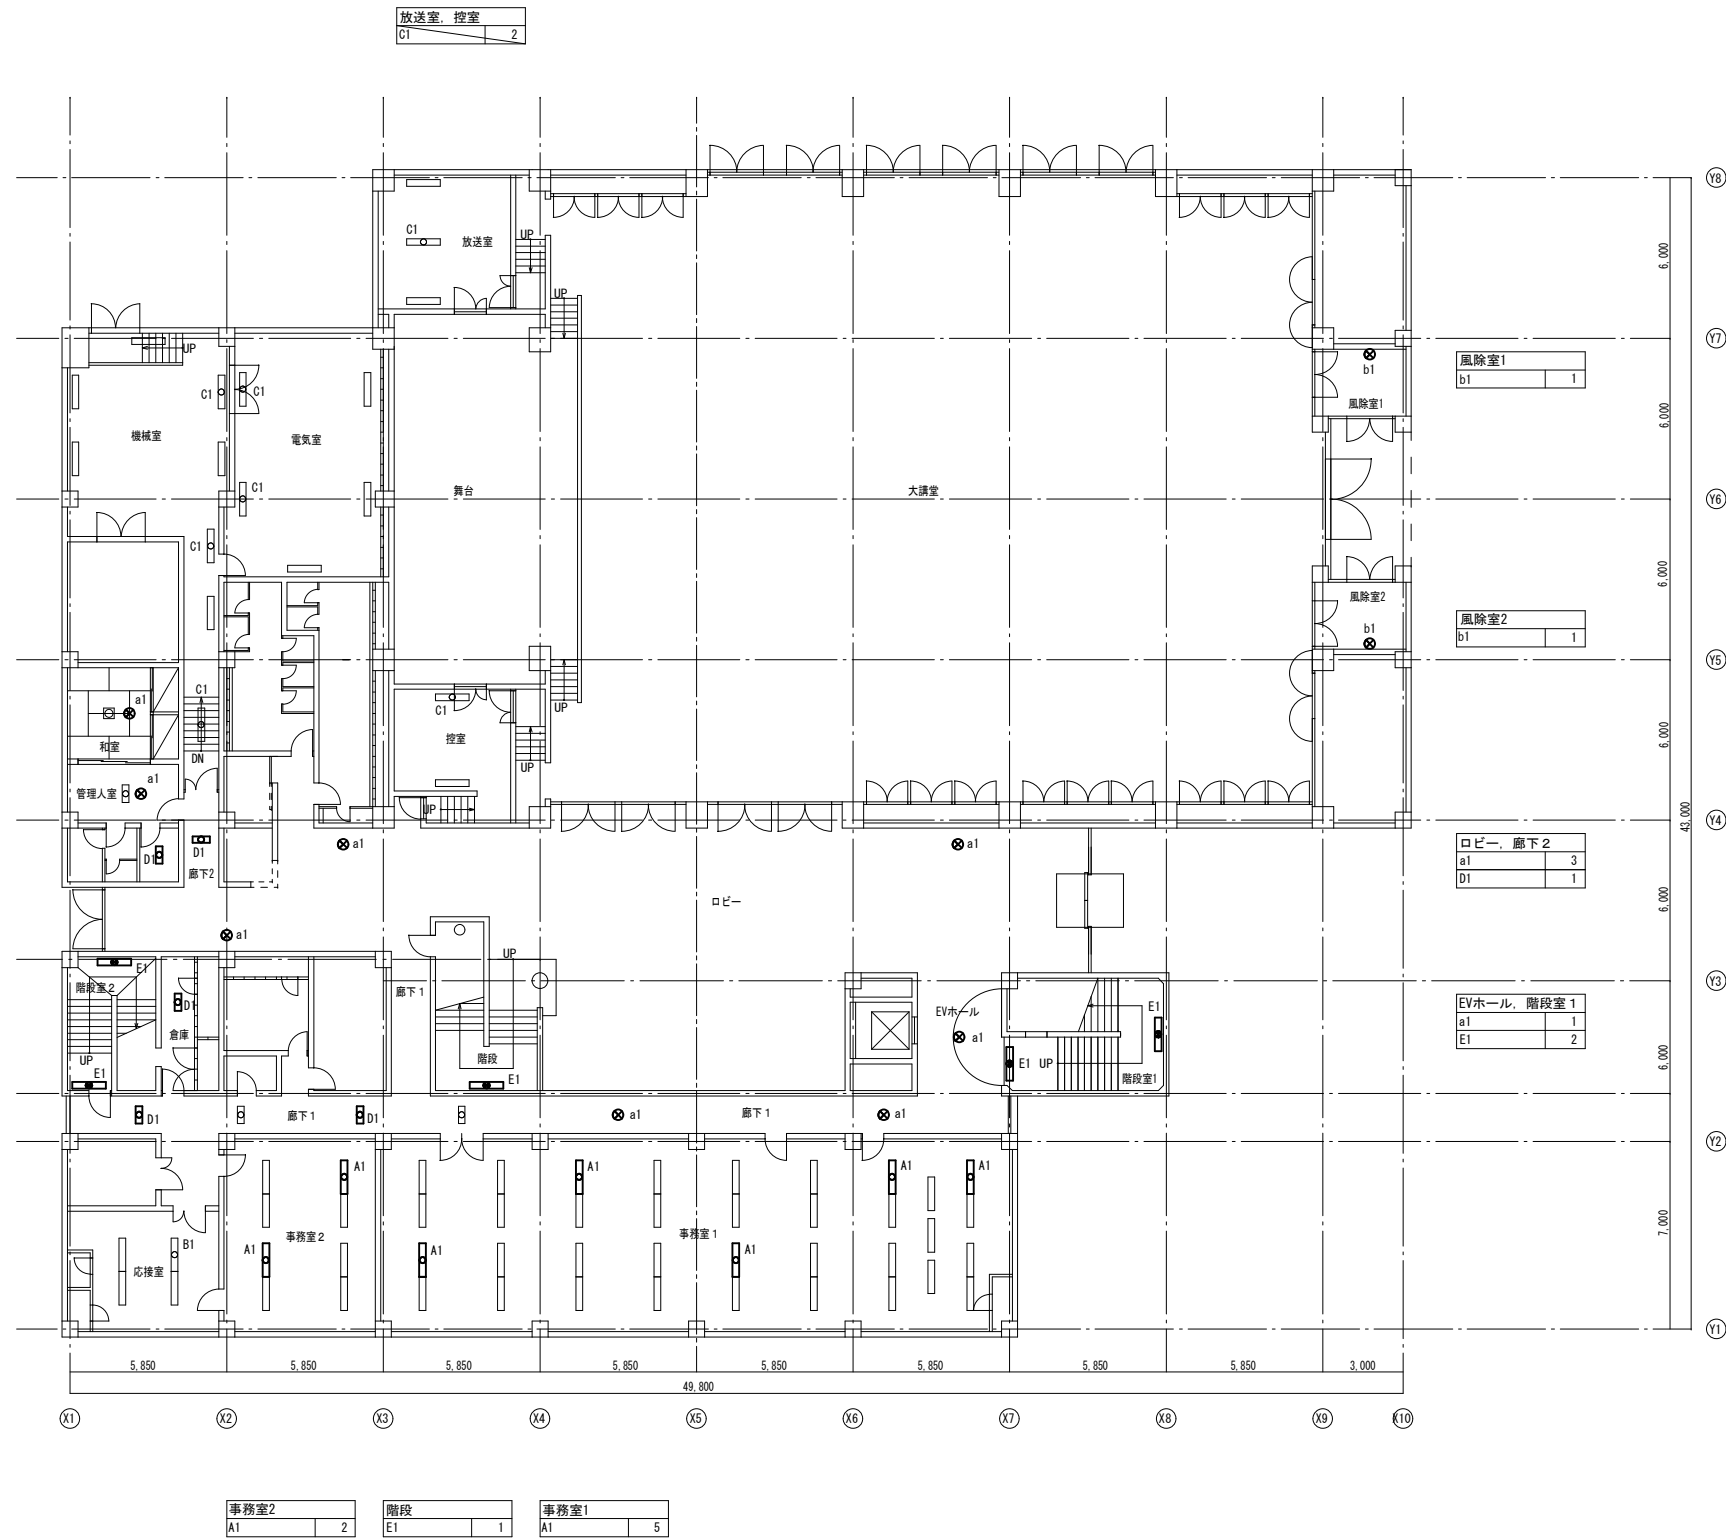 放送室, 控室
C1 2
Y8
C1
放送室
UP
6,000
UP
Y7
UP
風除室1
b1 1
b1
C1
C1
風除室1
機械室
電気室
6,000
C1
舞台
大講堂
Y6
C1
6,000
風除室2
風除室2
b1 1
b1
Y5
C1
a1
C1
UP
控室
和室
DN
6,000
UP
a1
管理人室
UP
43,000
Y4
a1
a1
D1
D1
ロビー, 廊下2
a1 3
D1 1
廊下2
ロビー
6,000
a1
UP
E1
階段室2
廊下1
Y3
D1
EVホール
E1
EVホール, 階段室1
a1 1
E1 2
倉庫
a1
UP
階段
E1
UP
6,000
E1
E1
階段室1
D1
廊下1
D1
a1
廊下1
a1
Y2
A1
A1
A1
A1
B1
A1
事務室2
A1
事務室1
A1
7,000
応接室
Y1
5,850 5,850 5,850 5,850 5,850 5,850 5,850 5,850 3,000
49,800
X1 X2 X3 X4 X5 X6 X7 X8 X9 X10
事務室2
A1 2
階段
E1 1
事務室1
A1 5